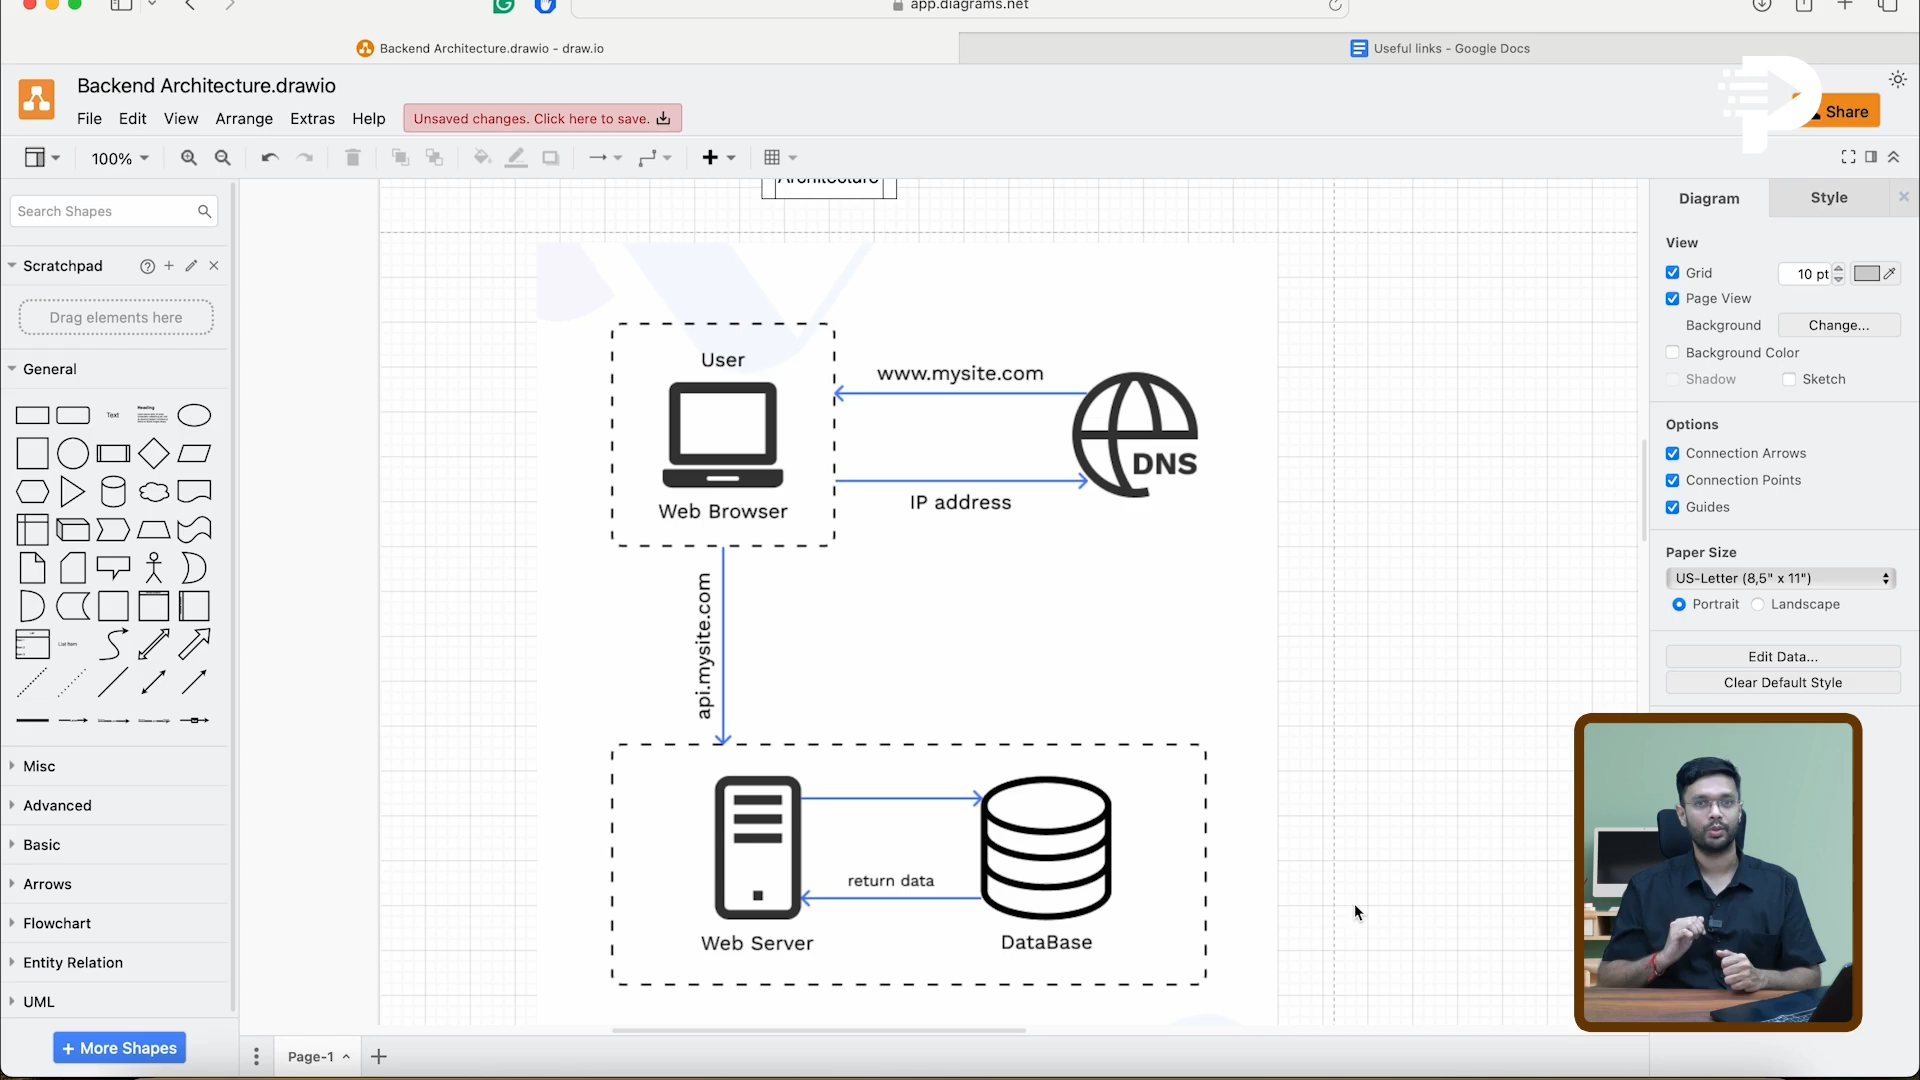 app.diagrams.net
Backend Architecture.drawio - draw.io
Useful links - Google Docs
Backend Architecture.drawio
File Edit View Arrange Extras Help
Unsaved changes. Click here to save.
Share
100%
Search Shapes
Scratchpad
Drag elements here
General
Text
Heading
List Item
Misc
Advanced
Basic
Arrows
Flowchart
Entity Relation
UML
+ More Shapes
Architecture
User
Web Browser
www.mysite.com
DNS
IP address
api.mysite.com
return data
Web Server
DataBase
Page-1
Diagram
Style
View
Grid
10 pt
Page View
Background
Change...
Background Color
Shadow
Sketch
Options
Connection Arrows
Connection Points
Guides
Paper Size
US-Letter (8,5" x 11")
Portrait
Landscape
Edit Data...
Clear Default Style